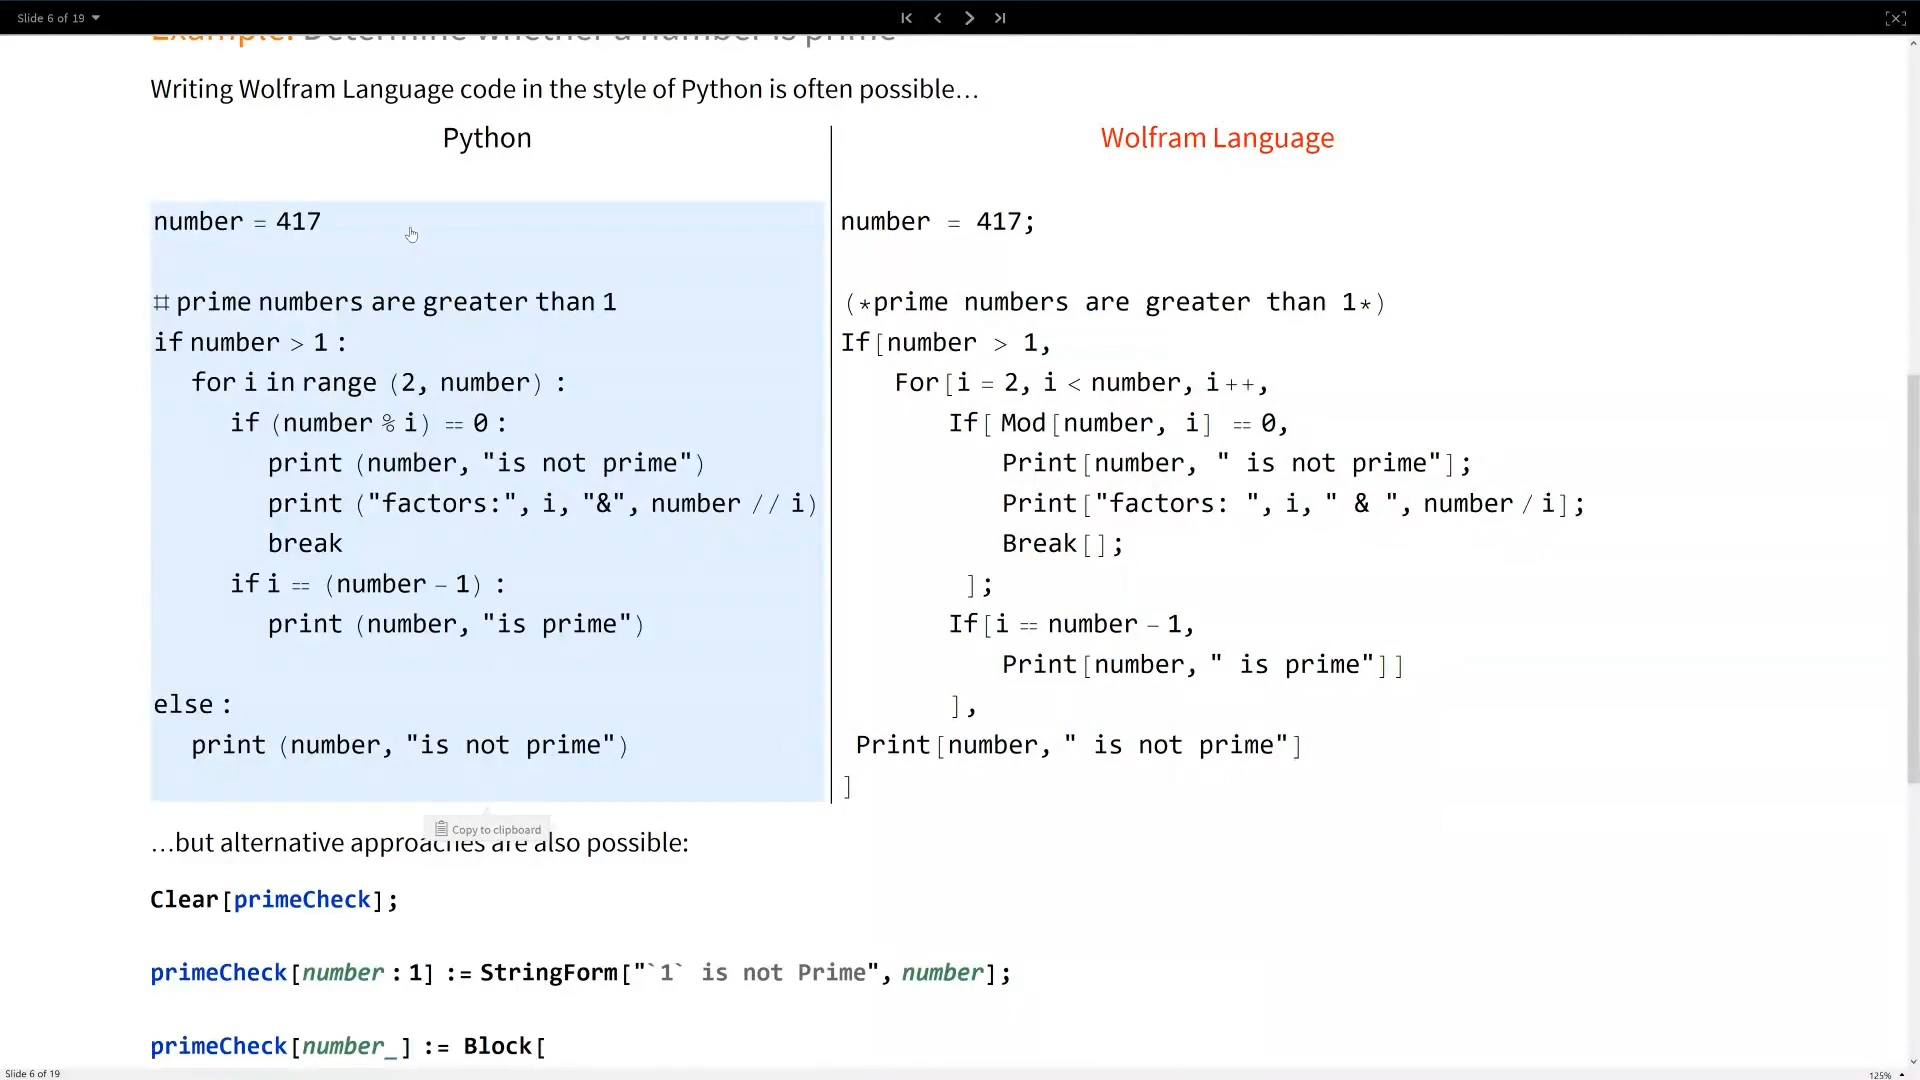 Slide 6 of 19
Example: Determine whether a number is prime
Writing Wolfram Language code in the style of Python is often possible…
Python
number = 417
# prime numbers are greater than 1
if number > 1 :
for i in range (2, number) :
if (number % i) == 0 :
print (number, "is not prime")
print ("factors:", i, "&", number // i)
break
if i == (number - 1) :
print (number, "is prime")
else :
print (number, "is not prime")
Copy to clipboard
Wolfram Language
number = 417;
(*prime numbers are greater than 1*)
If[number > 1,
For[i = 2, i < number, i++,
If[ Mod[number, i] == 0,
Print[number, " is not prime"];
Print["factors: ", i, " & ", number / i];
Break[];
];
If[i == number - 1,
Print[number, " is prime"]]
],
Print[number, " is not prime"]
]
…but alternative approaches are also possible:
Clear[primeCheck];
primeCheck[number : 1] := StringForm["`1` is not Prime", number];
primeCheck[number_] := Block[
Slide 6 of 19
125%